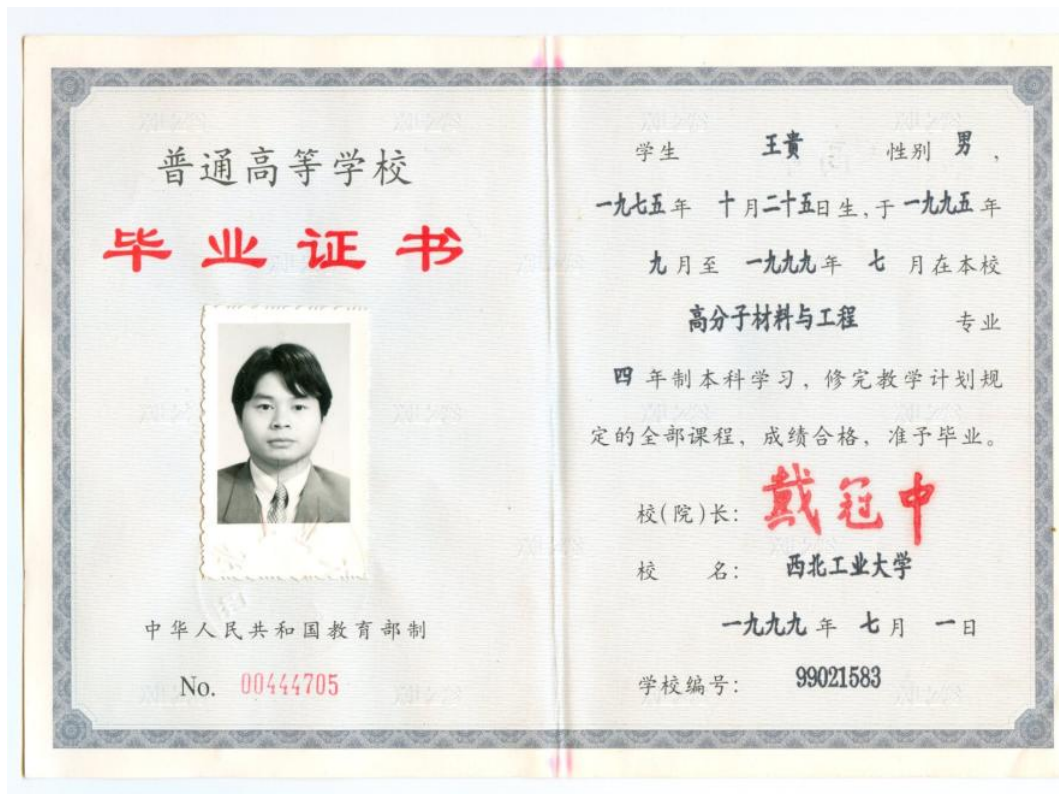 普通高等学校
毕业证书
中华人民共和国教育部制
No. 00444705
学生 王贵 性别 男，
一九七五年 十月二十五日生，于 一九九五年
九月至 一九九九年 七 月在本校
高分子材料与工程 专业
四 年制本科学习，修完教学计划规
定的全部课程，成绩合格，准予毕业。
校(院)长： 戴冠中
校 名： 西北工业大学
一九九九 年 七月 一日
学校编号： 99021583